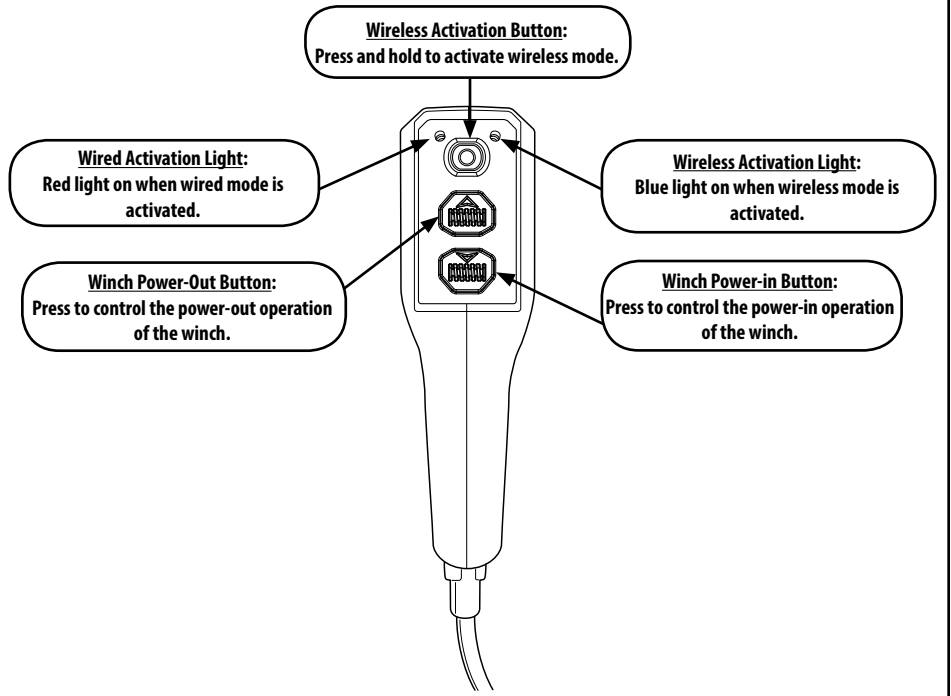 Wireless Activation Button:
Press and hold to activate wireless mode.
Wired Activation Light:
Red light on when wired mode is
activated.
Wireless Activation Light:
Blue light on when wireless mode is
activated.
Winch Power-Out Button:
Press to control the power-out operation
of the winch.
Winch Power-in Button:
Press to control the power-in operation
of the winch.